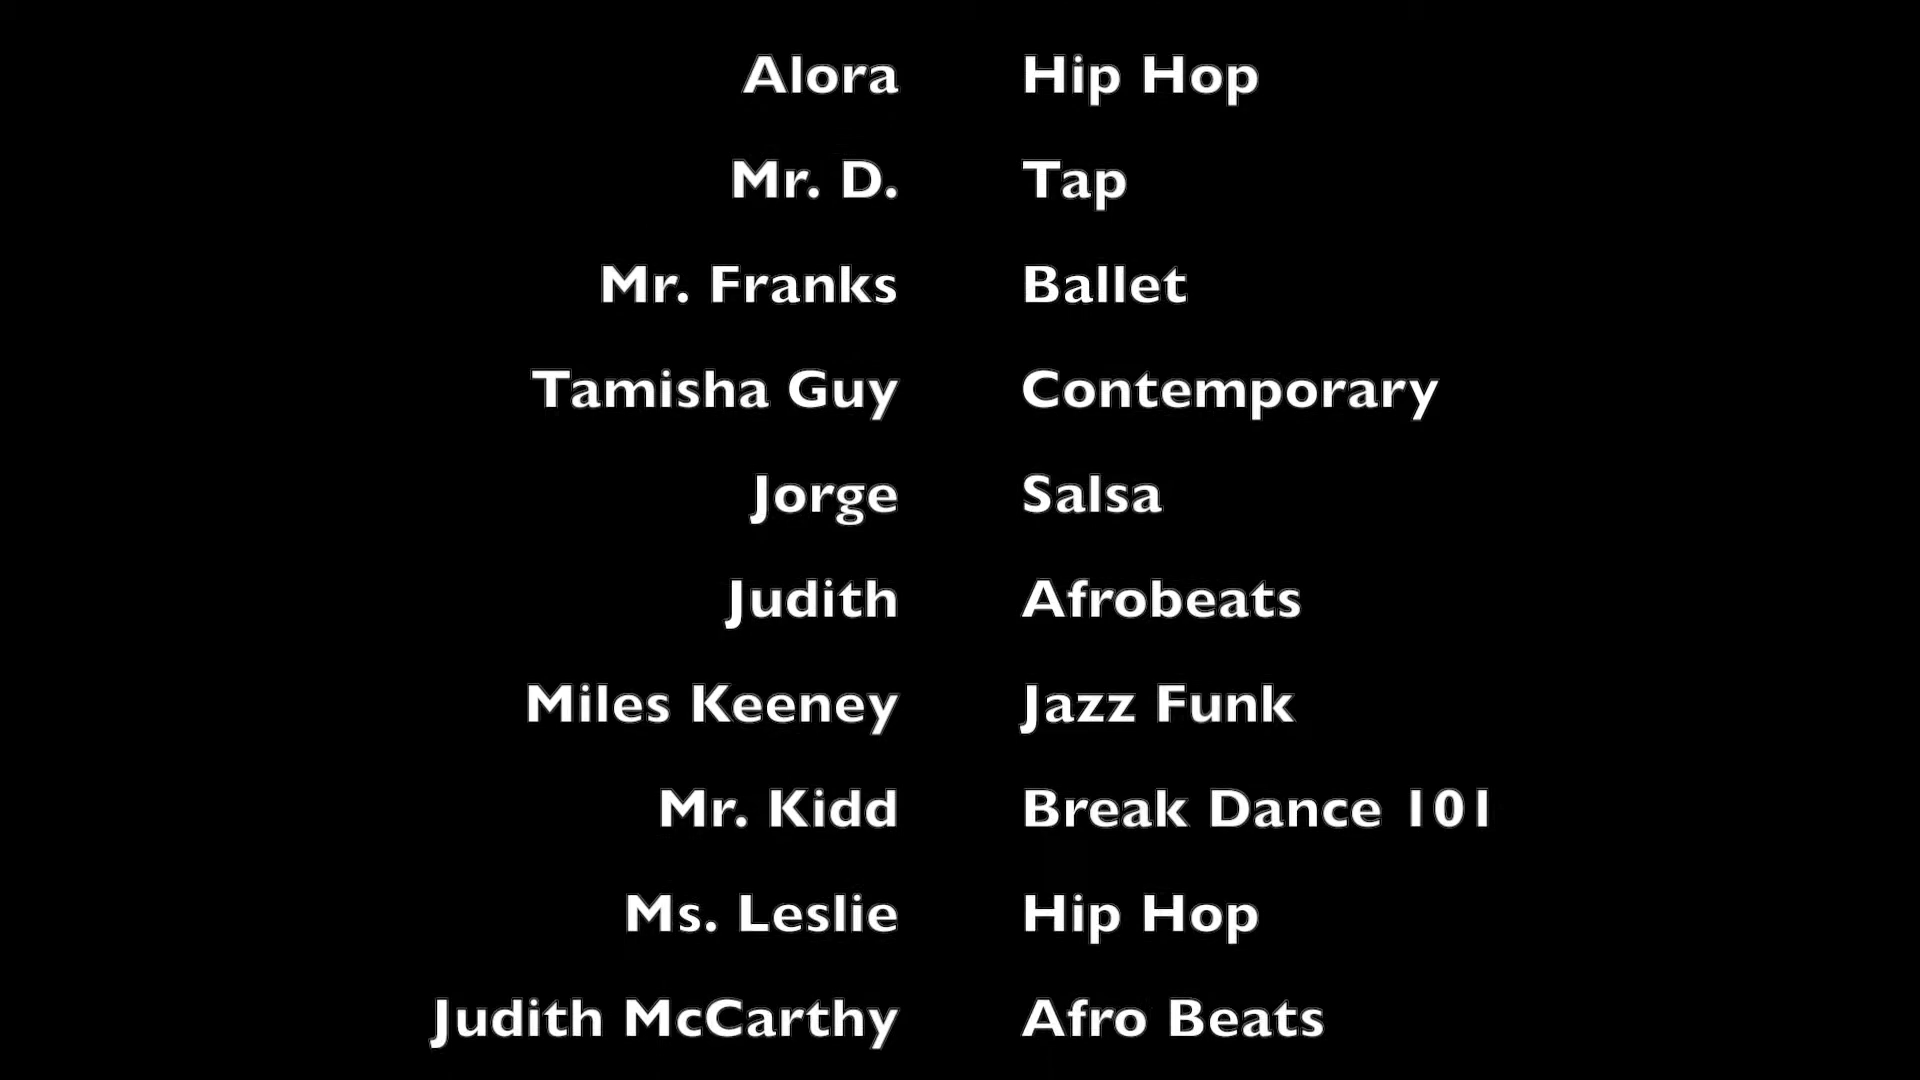 Alora Hip Hop
Mr. D. Tap
Mr. Franks Ballet
Tamisha Guy Contemporary
Jorge Salsa
Judith Afrobeats
Miles Keeney Jazz Funk
Mr. Kidd Break Dance 101
Ms. Leslie Hip Hop
Judith McCarthy Afro Beats